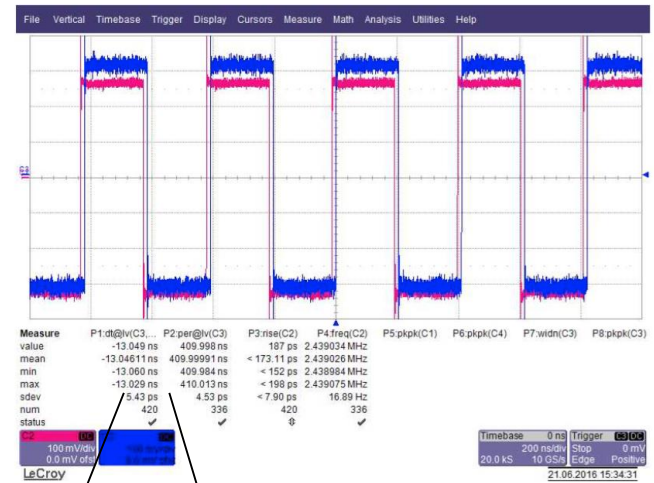 File Vertical Timebase Trigger Display Cursors Measure Math Analysis Utilities Help
Measure P1:dt@lv(C3,... P2:per@lv(C3) P3:rise(C2) P4:freq(C2) P5:pkpk(C1) P6:pkpk(C4) P7:widn(C3) P8:pkpk(C3)
value -13.049 ns 409.998 ns 187 ps 2.439034 MHz
mean -13.04611 ns 409.99991 ns < 173.11 ps 2.439026 MHz
min -13.060 ns 409.984 ns < 152 ps 2.438984 MHz
max -13.029 ns 410.013 ns < 198 ps 2.439075 MHz
sdev 5.43 ps 4.53 ps < 7.90 ps 16.89 Hz
num 420 336 420 336
status
C2 DC
100 mV/div
0.0 mV ofst
Timebase 0 ns
200 ns/div
20.0 kS 10 GS/s
Trigger C3 DC
Stop 0 mV
Edge Positive
LeCroy
21.06.2016 15:34:31